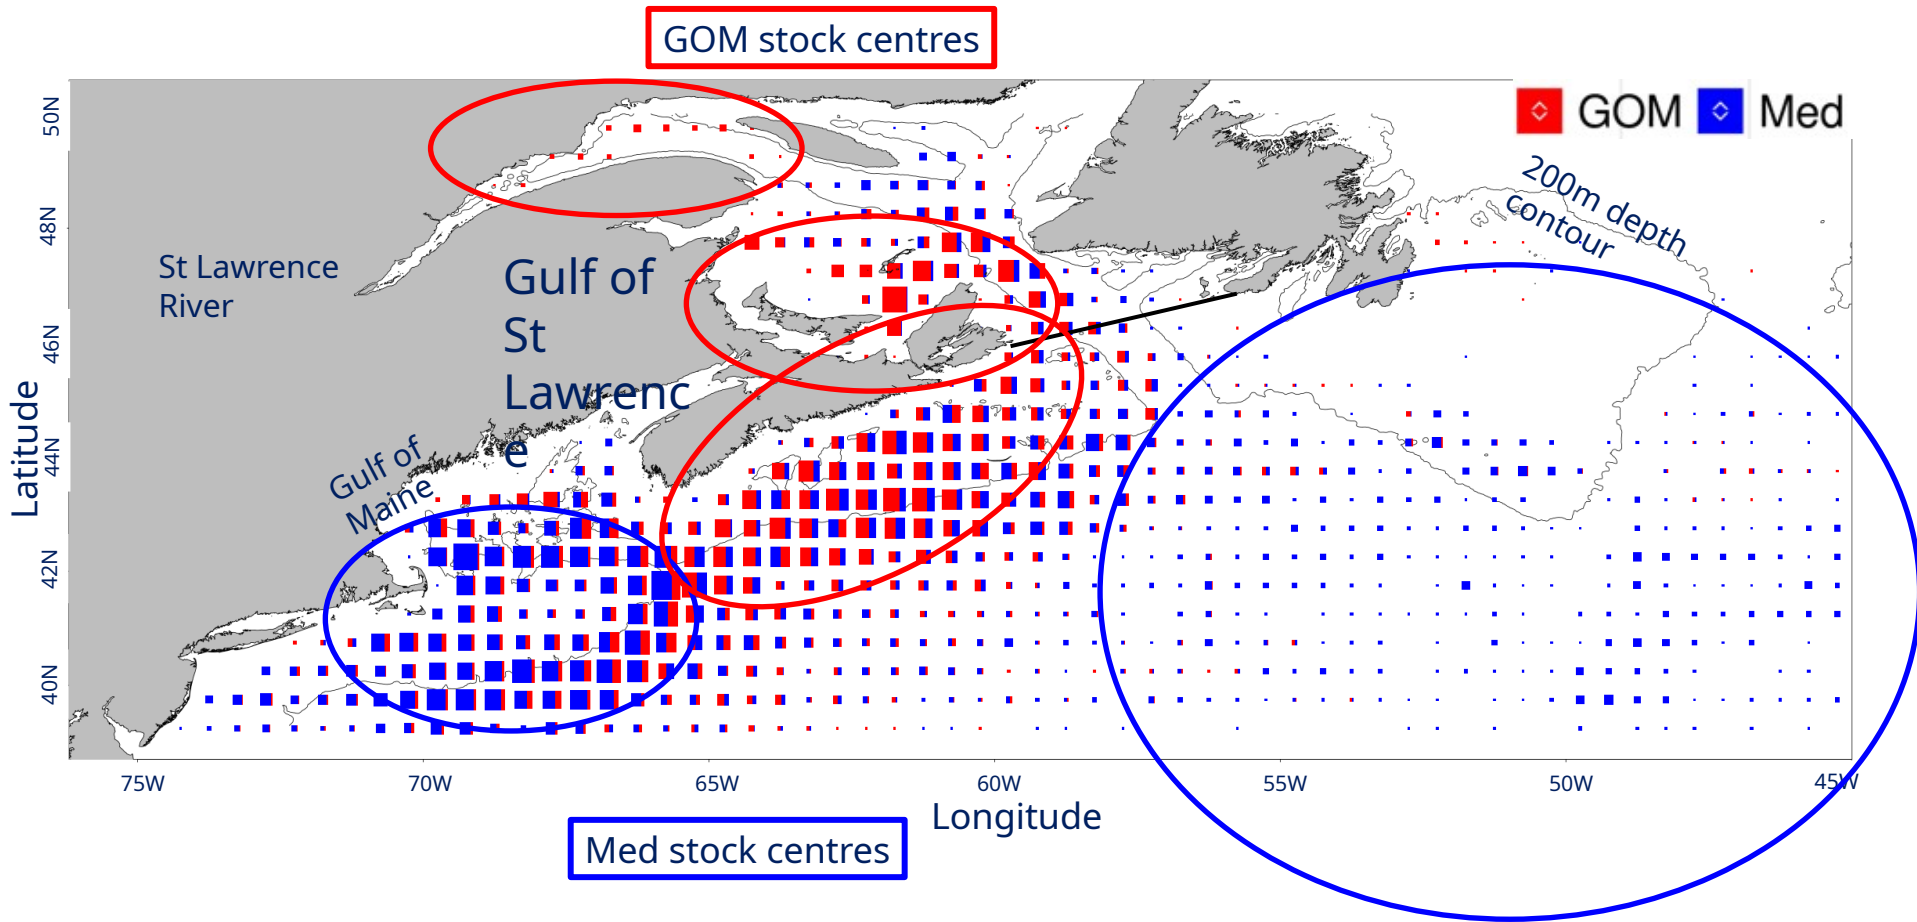 GOM stock centres
GOM
Med
50N
48N
46N
44N
42N
40N
Latitude
St Lawrence
River
Gulf of
St
Lawrenc
e
Gulf of
Maine
200m depth
contour
75W
70W
65W
60W
55W
50W
45W
Longitude
Med stock centres